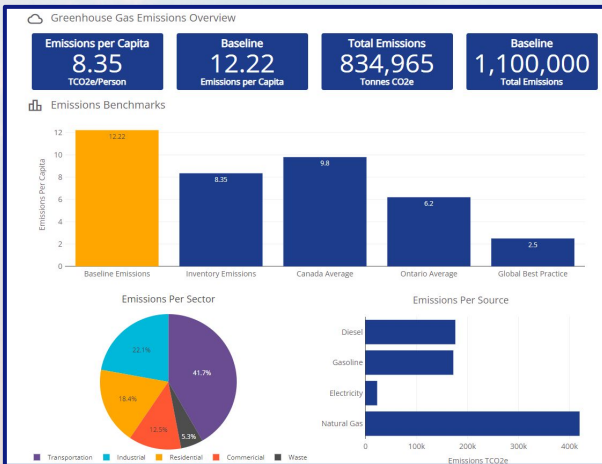 Greenhouse Gas Emissions Overview
Emissions per Capita
8.35
TCO2e/Person
Baseline
12.22
Emissions per Capita
Total Emissions
834,965
Tonnes CO2e
Baseline
1,100,000
Total Emissions
Emissions Benchmarks
Emissions Per Capita
12
10
8
6
4
2
0
12.22
8.35
9.8
6.2
2.5
Baseline Emissions
Inventory Emissions
Canada Average
Ontario Average
Global Best Practice
Emissions Per Sector
22.1%
41.7%
18.4%
12.5%
5.3%
Transportation
Industrial
Residential
Commericial
Waste
Emissions Per Source
Diesel
Gasoline
Electricity
Natural Gas
0
100k
200k
300k
400k
Emissions TCO2e